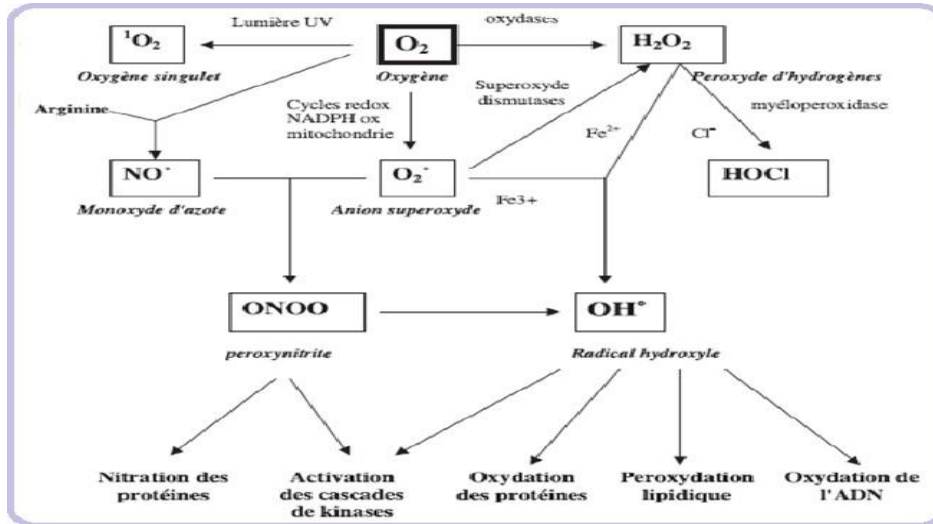 Lumière UV
oxydases
¹O₂
O₂
H₂O₂
Oxygène singulet
Oxygène
Peroxyde d'hydrogènes
Arginine
Cycles redox
NADPH ox
mitochondrie
Superoxyde
dismutases
myéloperoxidase
Fe²⁺
Cl⁻
NO·
O₂·
HOCl
Monoxyde d'azote
Anion superoxyde
Fe3+
ONOO
OH°
peroxynitrite
Radical hydroxyle
Nitration des
protéines
Activation
des cascades
de kinases
Oxydation
des protéines
Peroxydation
lipidique
Oxydation de
l'ADN